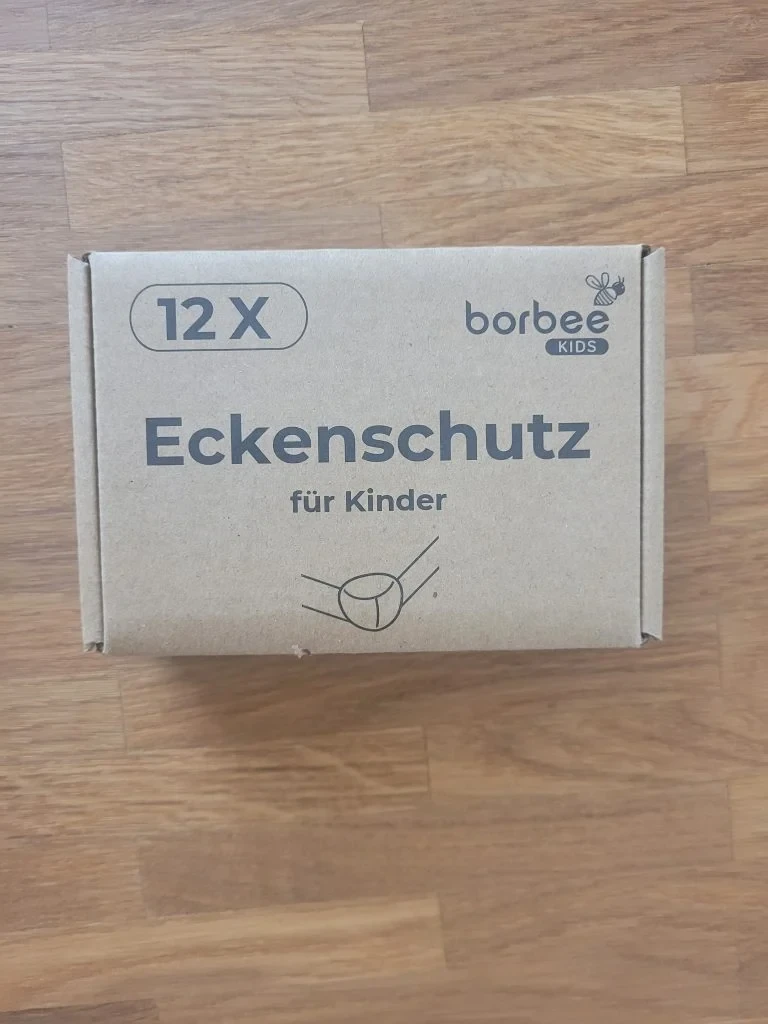 12 X
borbee
KIDS
Eckenschutz
für Kinder